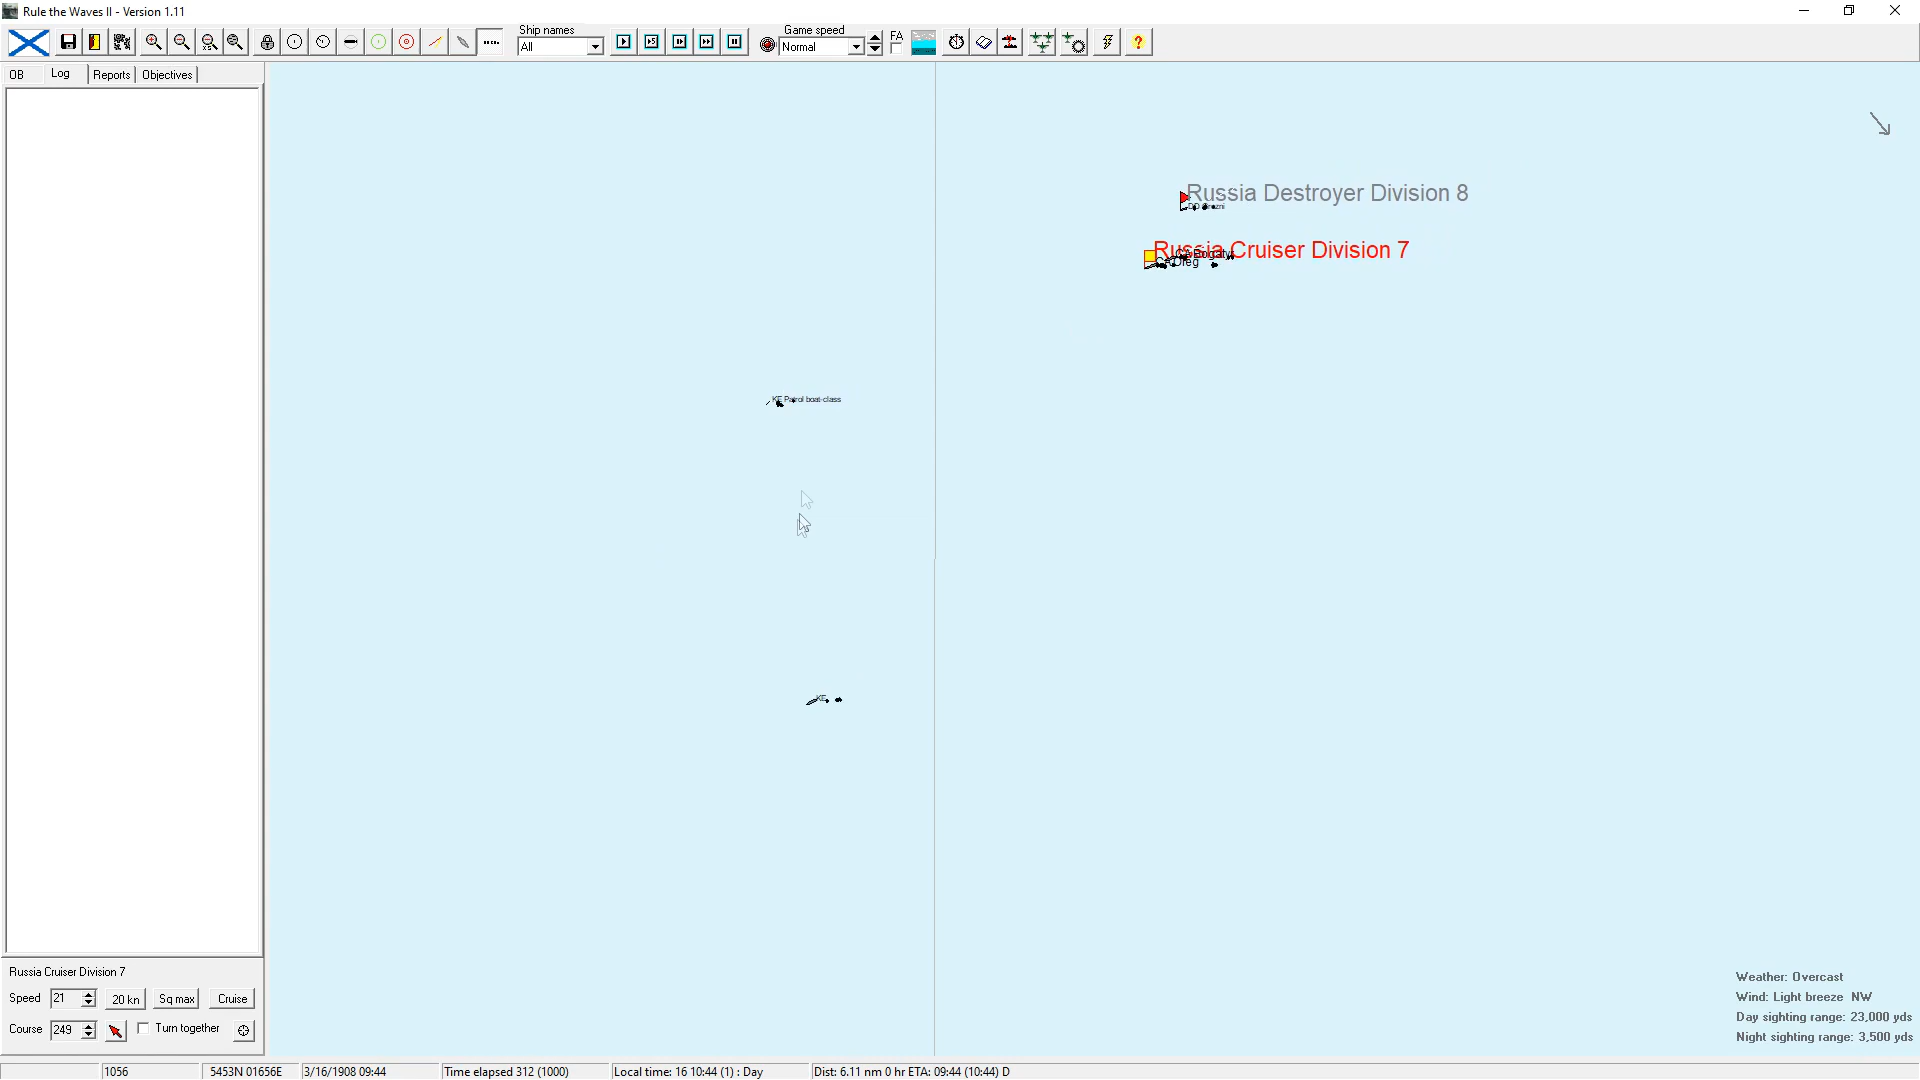 Rule the Waves II - Version 1.11
Ship names
All
Game speed
Normal
FA
OB
Log
Reports
Objectives
Russia Destroyer Division 8
Russia Cruiser Division 7
CA Oleg
KE Patrol boat-class
KE
Russia Cruiser Division 7
Speed 21 20 kn Sq max Cruise
Course 249 Turn together
Weather: Overcast
Wind: Light breeze NW
Day sighting range: 23,000 yds
Night sighting range: 3,500 yds
1056 5453N 01656E 3/16/1908 09:44 Time elapsed 312 (1000) Local time: 16 10:44 (1) : Day Dist: 6.11 nm 0 hr ETA: 09:44 (10:44) D